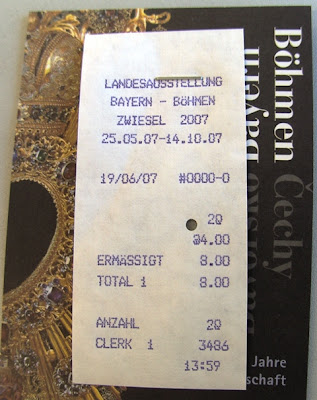 LANDESAUSSTELLUNG
BAYERN - BÖHMEN
ZWIESEL 2007
25.05.07-14.10.07
19/06/07 #0000-0
2Q
@4.00
ERMÄSSIGT 8.00
TOTAL 1 8.00
ANZAHL 2Q
CLERK 1 3486
13:59
Böhmen
Bayern
Čechy
Jahre
schaft